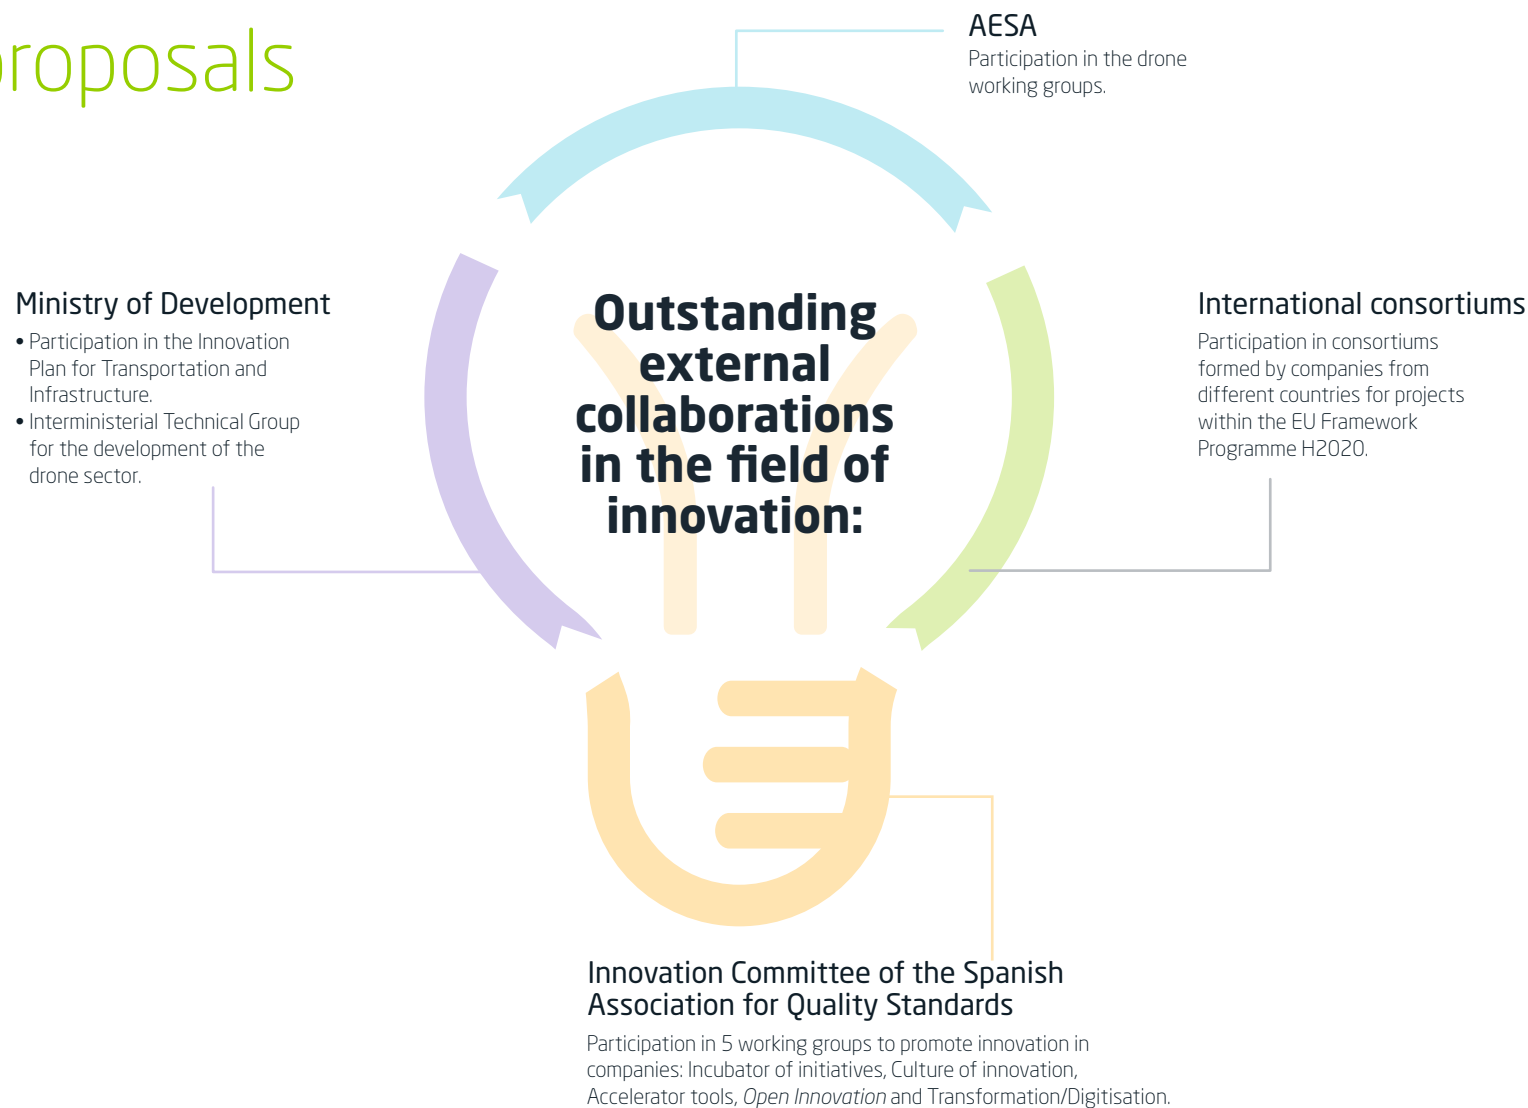 proposals
AESA
Participation in the drone
working groups.
Ministry of Development
• Participation in the Innovation
Plan for Transportation and
Infrastructure.
• Interministerial Technical Group
for the development of the
drone sector.
Outstanding
external
collaborations
in the field of
innovation:
International consortiums
Participation in consortiums
formed by companies from
different countries for projects
within the EU Framework
Programme H2020.
Innovation Committee of the Spanish
Association for Quality Standards
Participation in 5 working groups to promote innovation in
companies: Incubator of initiatives, Culture of innovation,
Accelerator tools, Open Innovation and Transformation/Digitisation.